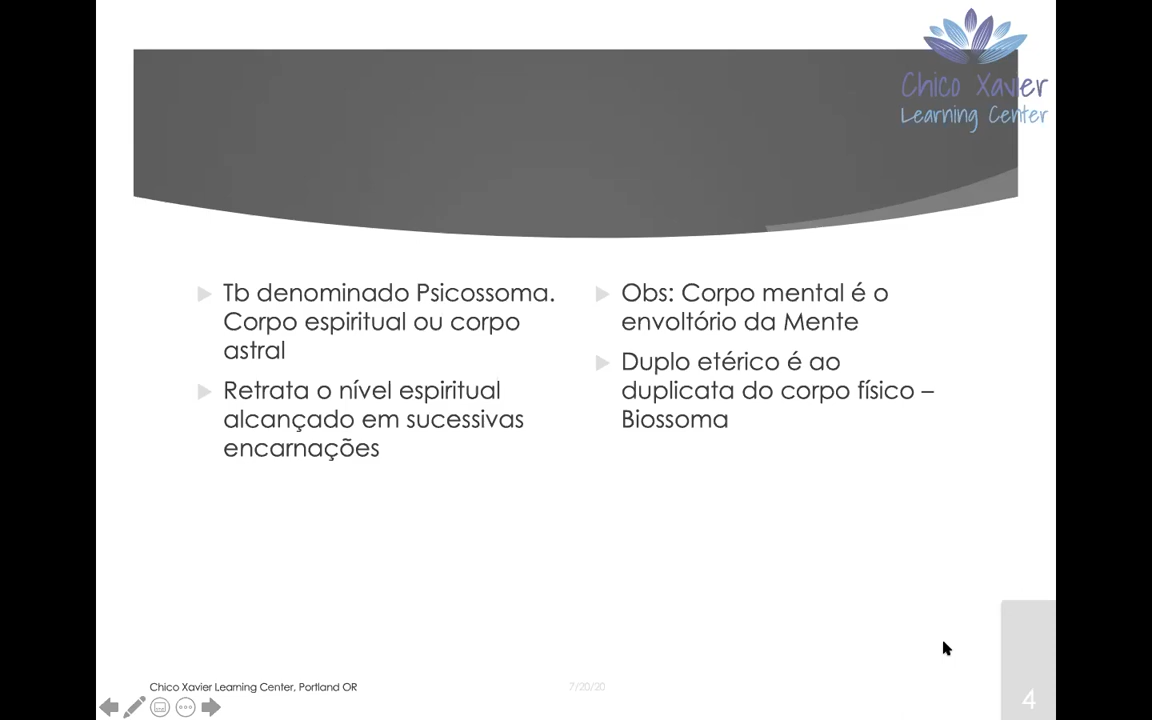 Chico Xavier
Learning Center
Tb denominado Psicossoma.
Corpo espiritual ou corpo
astral
Retrata o nível espiritual
alcançado em sucessivas
encarnações
Obs: Corpo mental é o
envoltório da Mente
Duplo etérico é ao
duplicata do corpo físico –
Biossoma
Chico Xavier Learning Center, Portland OR
7/20/20
4